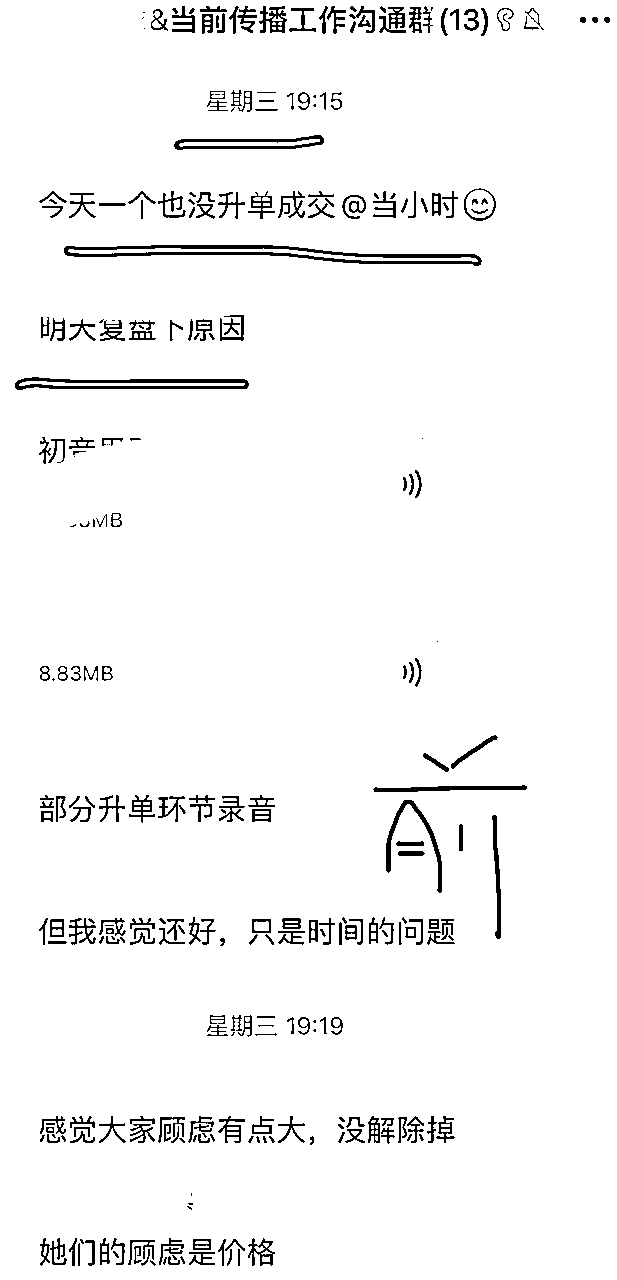 &当前传播工作沟通群(13)
星期三 19:15
今天一个也没升单成交@当小时😊
明天复盘下原因
初音
MB
8.83MB
部分升单环节录音
前
但我感觉还好，只是时间的问题
星期三 19:19
感觉大家顾虑有点大，没解除掉
她们的顾虑是价格